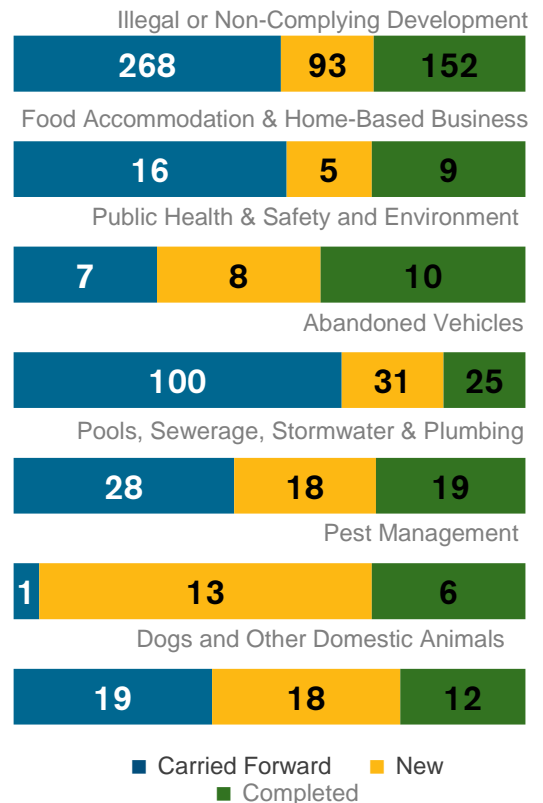 Illegal or Non-Complying Development
268 93 152
Food Accommodation & Home-Based Business
16 5 9
Public Health & Safety and Environment
7 8 10
Abandoned Vehicles
100 31 25
Pools, Sewerage, Stormwater & Plumbing
28 18 19
Pest Management
1 13 6
Dogs and Other Domestic Animals
19 18 12
Carried Forward New
Completed